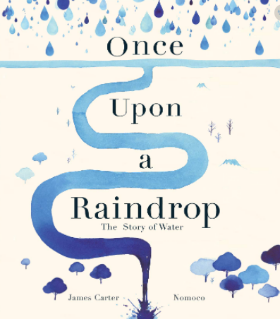 Once
Upon
a
Raindrop
The Story of Water
James Carter
Nomoco